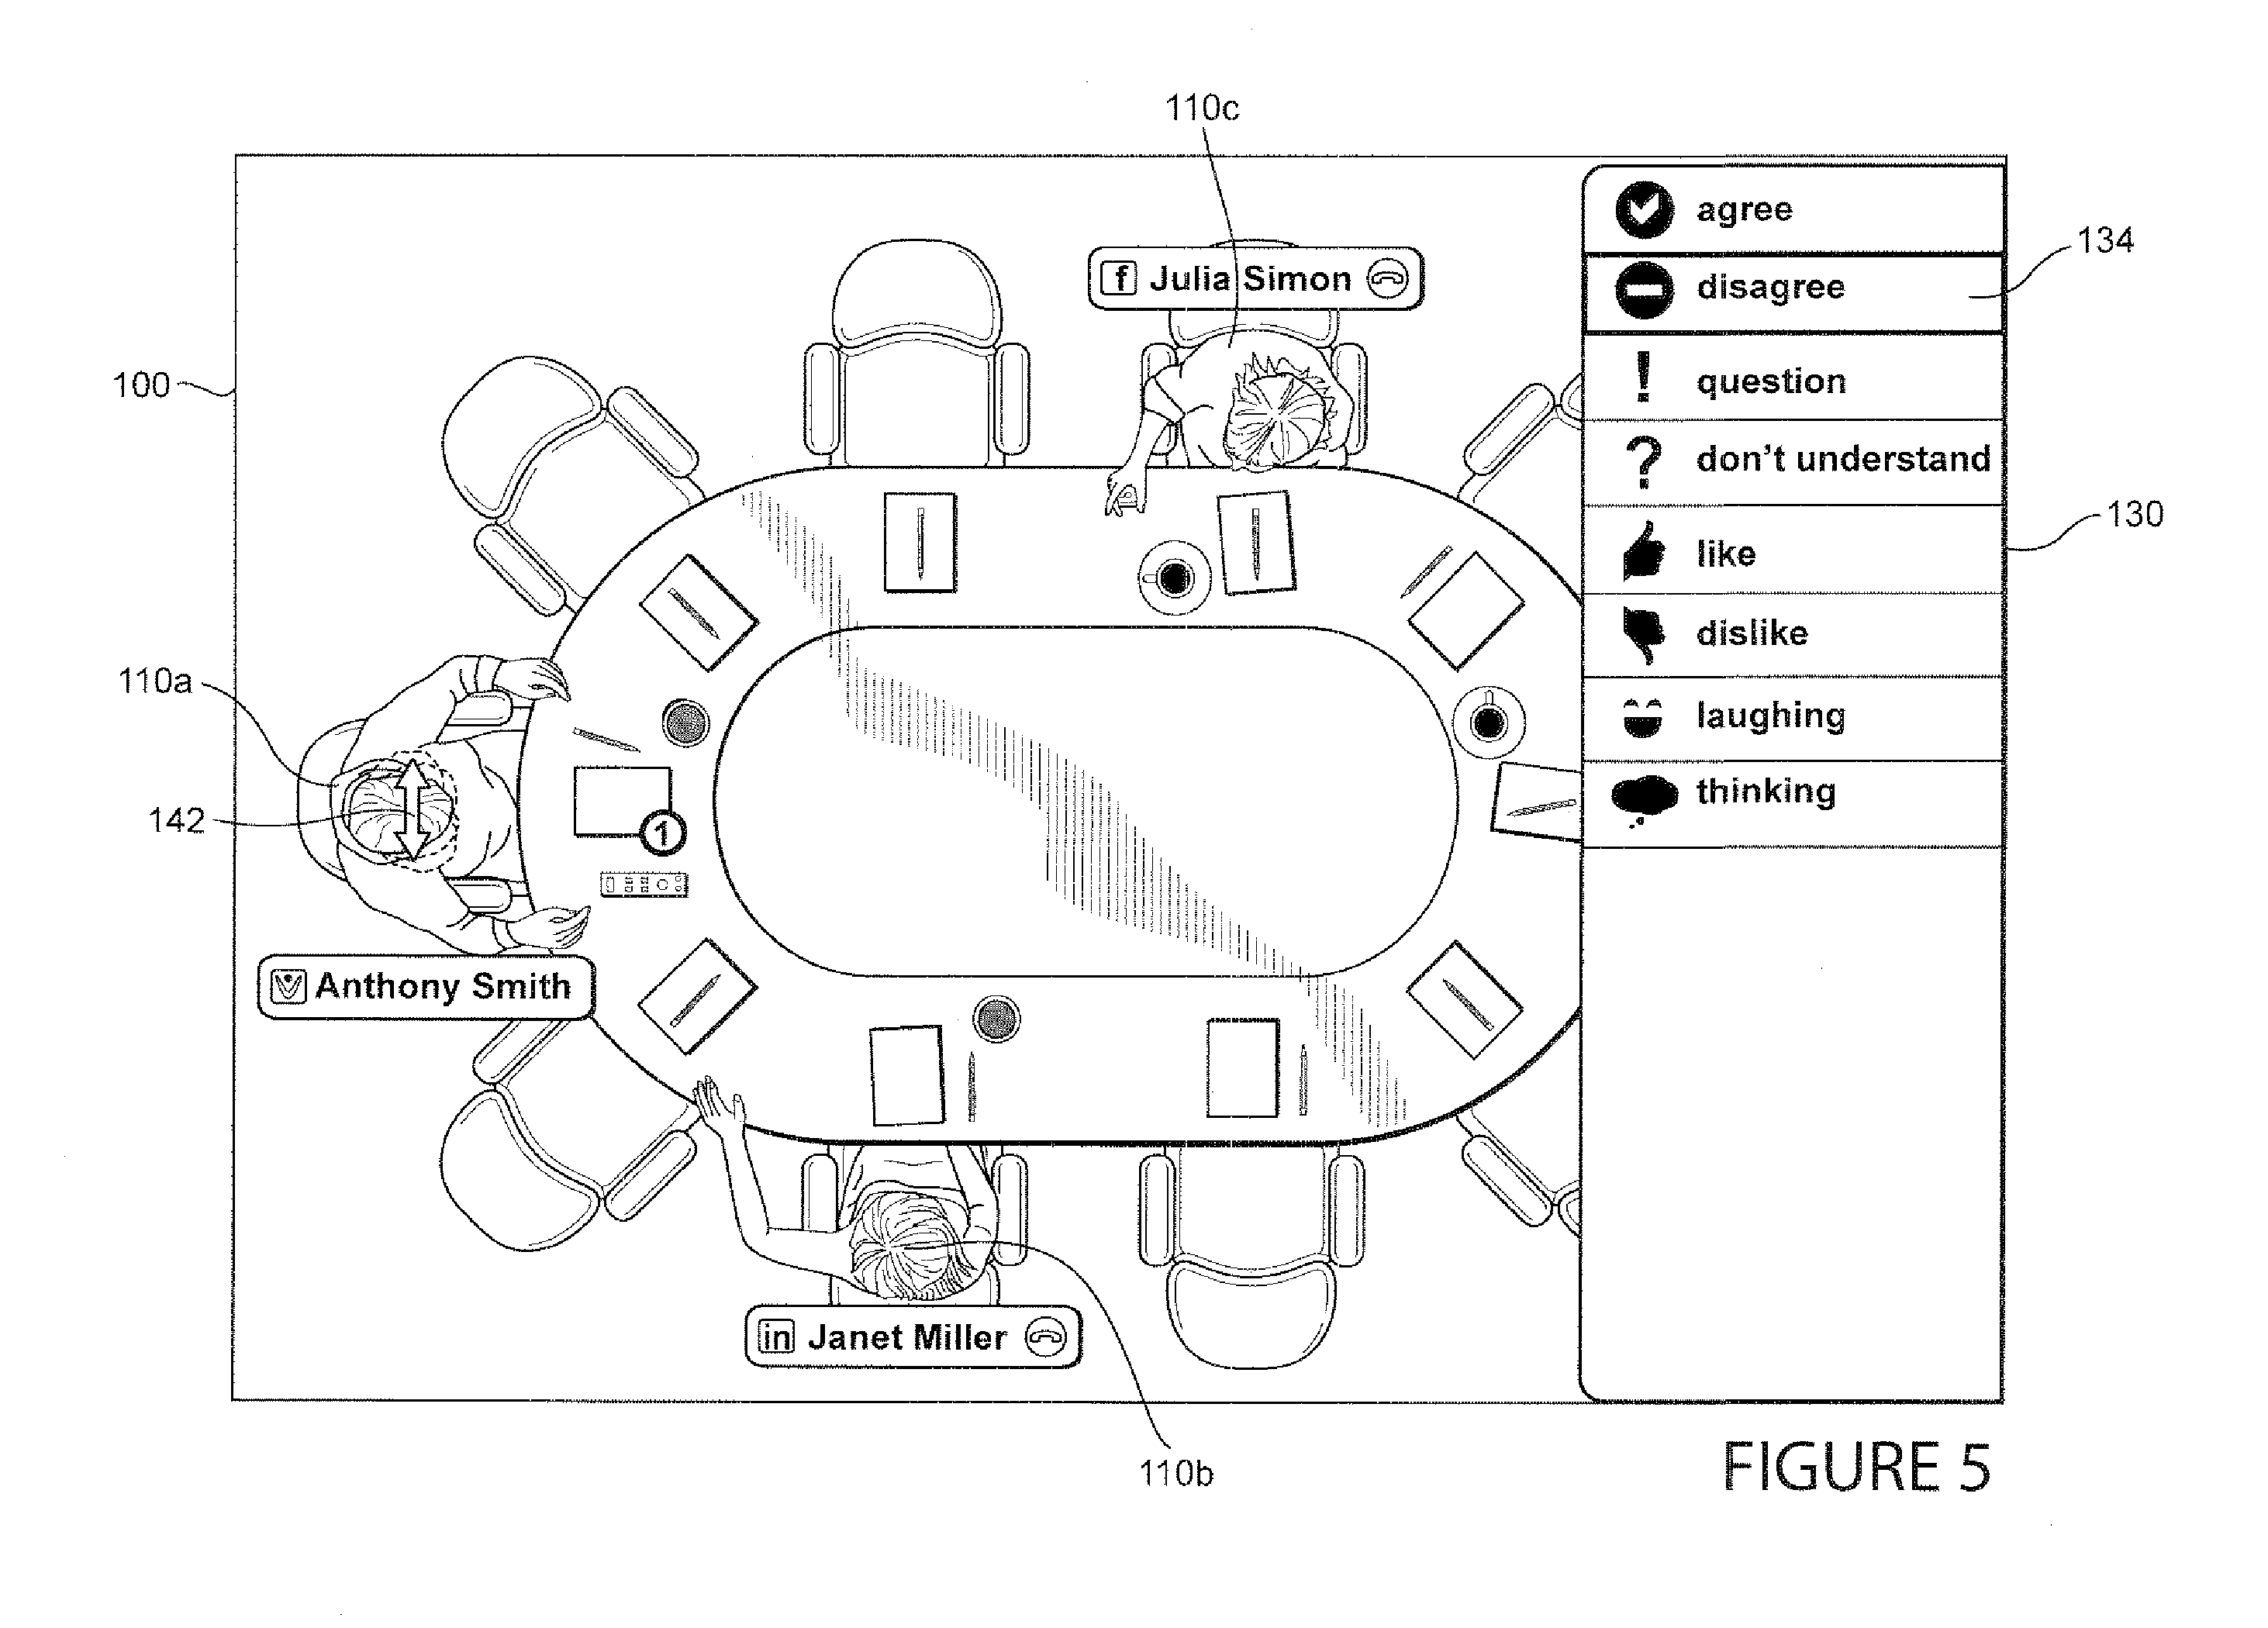 110c
agree
134
f Julia Simon
disagree
100
! question
? don't understand
130
like
110a
dislike
laughing
142
1
thinking
Anthony Smith
in Janet Miller
110b
FIGURE 5